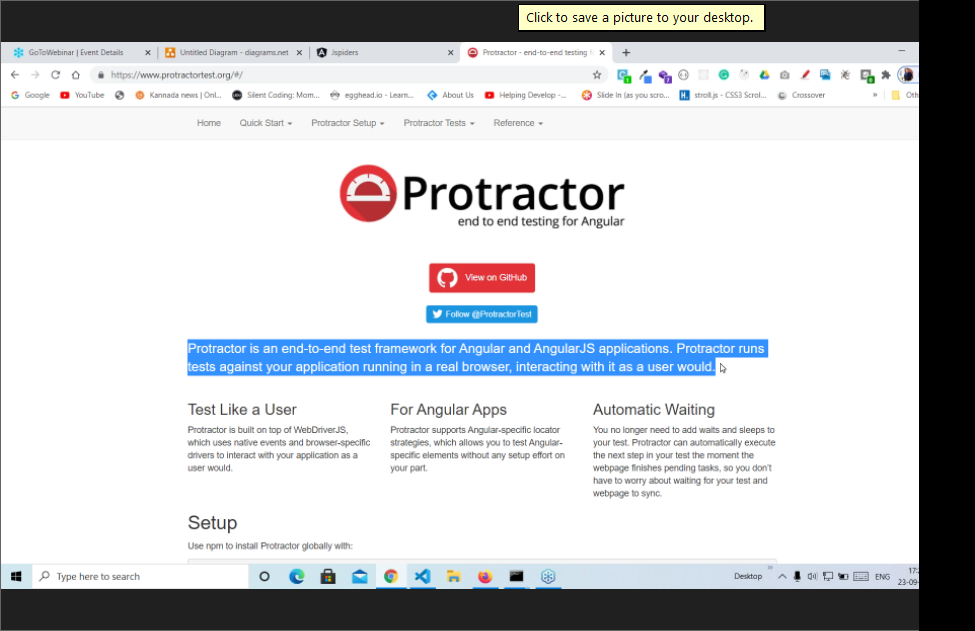 Click to save a picture to your desktop.
GoToWebinar | Event Details
Untitled Diagram - diagrams.net
Jspiders
Protractor - end-to-end testing f
https://www.protractortest.org/#/
Google
YouTube
Kannada news | Onl...
Silent Coding: Mom...
egghead.io - Learn...
About Us
Helping Develop -...
Slide In (as you scro...
stroll.js - CSS3 Scrol...
Crossover
»
Oth
Home
Quick Start
Protractor Setup
Protractor Tests
Reference
Protractor
end to end testing for Angular
View on GitHub
Follow @ProtractorTest
Protractor is an end-to-end test framework for Angular and AngularJS applications. Protractor runs
tests against your application running in a real browser, interacting with it as a user would.
Test Like a User
Protractor is built on top of WebDriverJS,
which uses native events and browser-specific
drivers to interact with your application as a
user would.
For Angular Apps
Protractor supports Angular-specific locator
strategies, which allows you to test Angular-
specific elements without any setup effort on
your part.
Automatic Waiting
You no longer need to add waits and sleeps to
your test. Protractor can automatically execute
the next step in your test the moment the
webpage finishes pending tasks, so you don't
have to worry about waiting for your test and
webpage to sync.
Setup
Use npm to install Protractor globally with:
Type here to search
Desktop
»
ENG
17:
23-09-